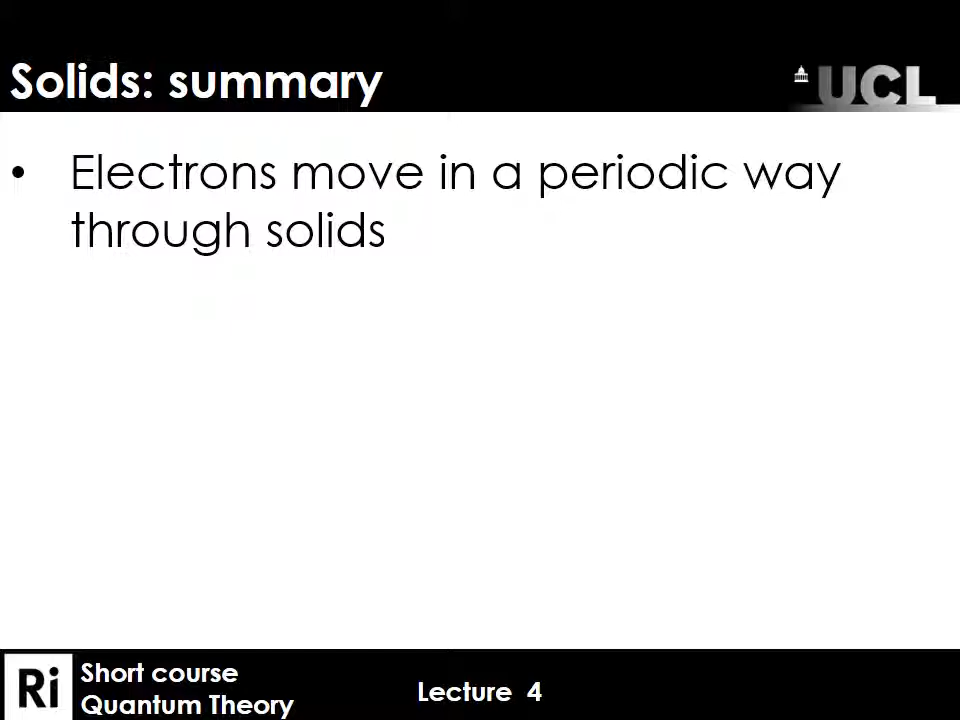 Solids: summary
UCL
• Electrons move in a periodic way
through solids
Ri
Short course
Quantum Theory
Lecture 4